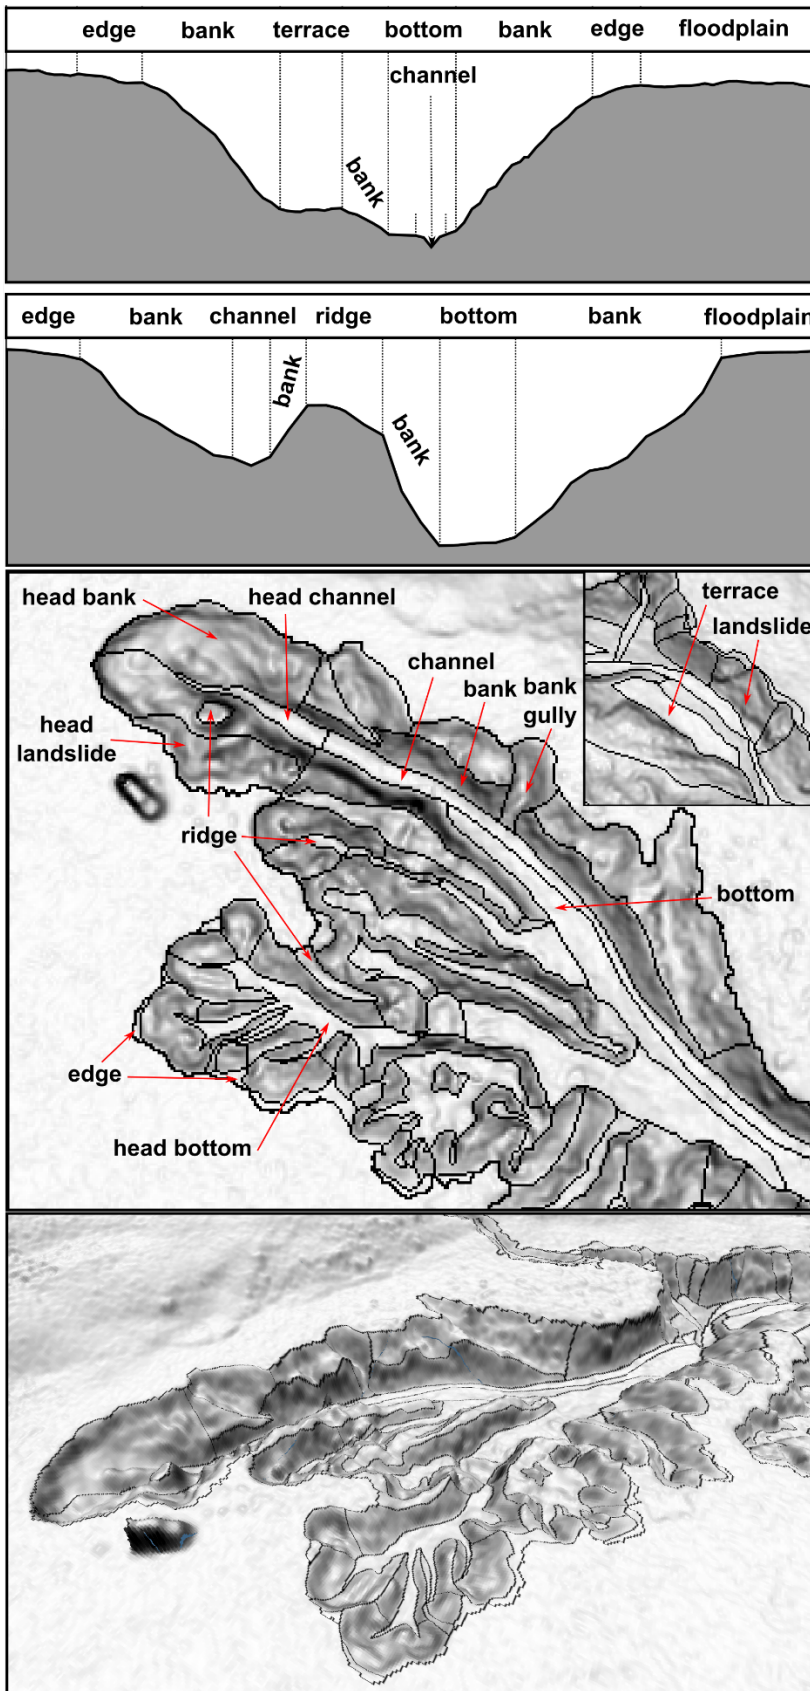 edge bank terrace bottom bank edge floodplain
channel
bank
edge bank channel ridge bottom bank floodplain
bank
bank
head bank
head channel
terrace
landslide
channel
bank
bank
gully
head
landslide
ridge
bottom
edge
head bottom